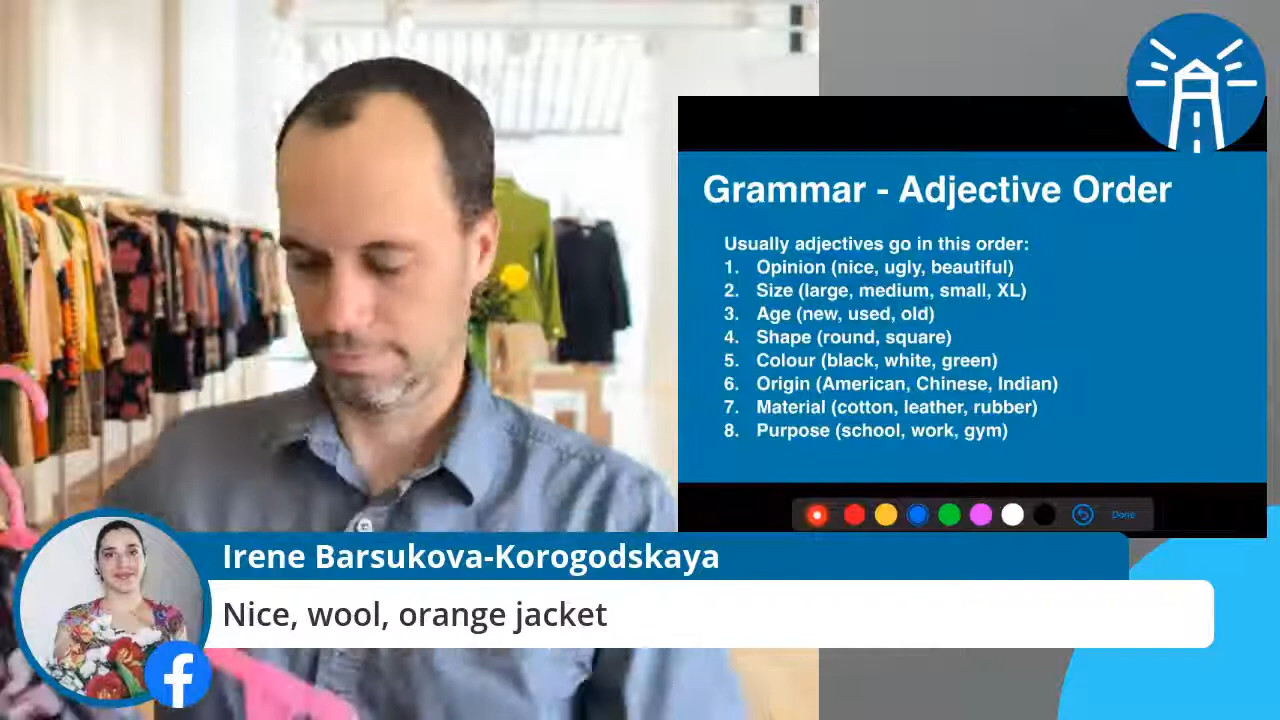 Grammar - Adjective Order
Usually adjectives go in this order:
1. Opinion (nice, ugly, beautiful)
2. Size (large, medium, small, XL)
3. Age (new, used, old)
4. Shape (round, square)
5. Colour (black, white, green)
6. Origin (American, Chinese, Indian)
7. Material (cotton, leather, rubber)
8. Purpose (school, work, gym)
Done
Irene Barsukova-Korogodskaya
Nice, wool, orange jacket